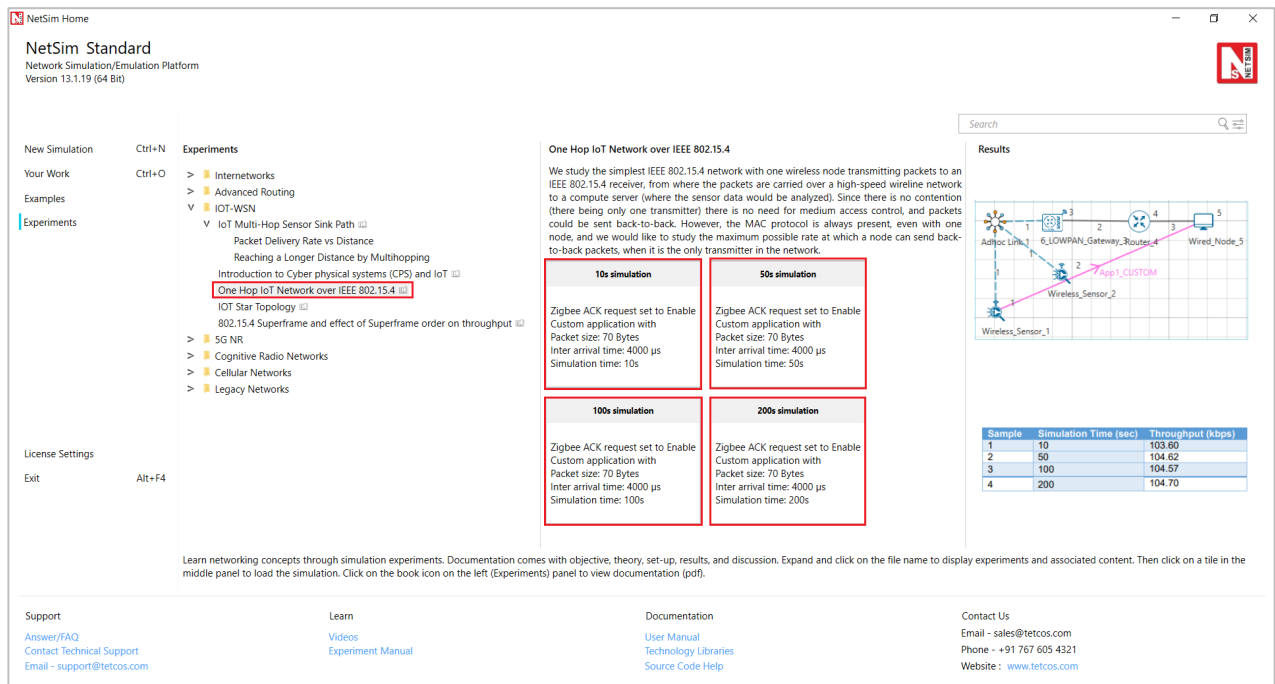 NetSim Home
NetSim Standard
Network Simulation/Emulation Platform
Version 13.1.19 (64 Bit)
NETSIM
Search
New Simulation Ctrl+N
Your Work Ctrl+O
Examples
Experiments
License Settings
Exit Alt+F4
Experiments
> Internetworks
> Advanced Routing
v IOT-WSN
v IoT Multi-Hop Sensor Sink Path
Packet Delivery Rate vs Distance
Reaching a Longer Distance by Multihopping
Introduction to Cyber physical systems (CPS) and IoT
One Hop IoT Network over IEEE 802.15.4
IOT Star Topology
802.15.4 Superframe and effect of Superframe order on throughput
> 5G NR
> Cognitive Radio Networks
> Cellular Networks
> Legacy Networks
One Hop IoT Network over IEEE 802.15.4
We study the simplest IEEE 802.15.4 network with one wireless node transmitting packets to an
IEEE 802.15.4 receiver, from where the packets are carried over a high-speed wireline network
to a compute server (where the sensor data would be analyzed). Since there is no contention
(there being only one transmitter) there is no need for medium access control, and packets
could be sent back-to-back. However, the MAC protocol is always present, even with one
node, and we would like to study the maximum possible rate at which a node can send back-
to-back packets, when it is the only transmitter in the network.
10s simulation
Zigbee ACK request set to Enable
Custom application with
Packet size: 70 Bytes
Inter arrival time: 4000 µs
Simulation time: 10s
50s simulation
Zigbee ACK request set to Enable
Custom application with
Packet size: 70 Bytes
Inter arrival time: 4000 µs
Simulation time: 50s
100s simulation
Zigbee ACK request set to Enable
Custom application with
Packet size: 70 Bytes
Inter arrival time: 4000 µs
Simulation time: 100s
200s simulation
Zigbee ACK request set to Enable
Custom application with
Packet size: 70 Bytes
Inter arrival time: 4000 µs
Simulation time: 200s
Results
1 3 2 4 3 5
Adhoc Link_1 1 6_LOWPAN_Gateway_3 Router_4 Wired_Node_5
1 2 App1_CUSTOM
Wireless_Sensor_2
1
Wireless_Sensor_1
Sample Simulation Time (sec) Throughput (kbps)
1 10 103.60
2 50 104.62
3 100 104.57
4 200 104.70
Learn networking concepts through simulation experiments. Documentation comes with objective, theory, set-up, results, and discussion. Expand and click on the file name to display experiments and associated content. Then click on a tile in the
middle panel to load the simulation. Click on the book icon on the left (Experiments) panel to view documentation (pdf).
Support
Answer/FAQ
Contact Technical Support
Email - support@tetcos.com
Learn
Videos
Experiment Manual
Documentation
User Manual
Technology Libraries
Source Code Help
Contact Us
Email - sales@tetcos.com
Phone - +91 767 605 4321
Website : www.tetcos.com